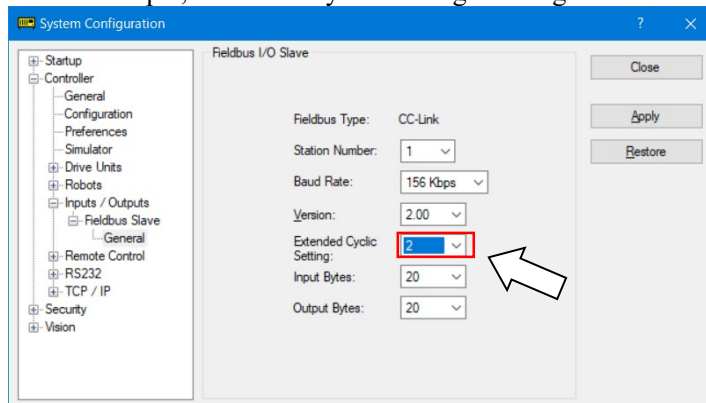 System Configuration
?
Startup
Controller
General
Configuration
Preferences
Simulator
Drive Units
Robots
Inputs / Outputs
Fieldbus Slave
General
Remote Control
RS232
TCP / IP
Security
Vision
Fieldbus I/O Slave
Fieldbus Type: CC-Link
Station Number: 1
Baud Rate: 156 Kbps
Version: 2.00
Extended Cyclic
Setting: 2
Input Bytes: 20
Output Bytes: 20
Close
Apply
Restore